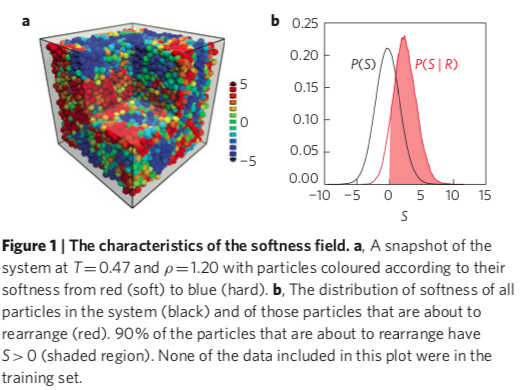 a
b
5
0
−5
0.25
0.20
0.15
0.10
0.05
0.00
P(S)
P(S | R)
−10 −5 0 5 10 15
S
Figure 1 | The characteristics of the softness field. a, A snapshot of the
system at T = 0.47 and ρ = 1.20 with particles coloured according to their
softness from red (soft) to blue (hard). b, The distribution of softness of all
particles in the system (black) and of those particles that are about to
rearrange (red). 90% of the particles that are about to rearrange have
S > 0 (shaded region). None of the data included in this plot were in the
training set.